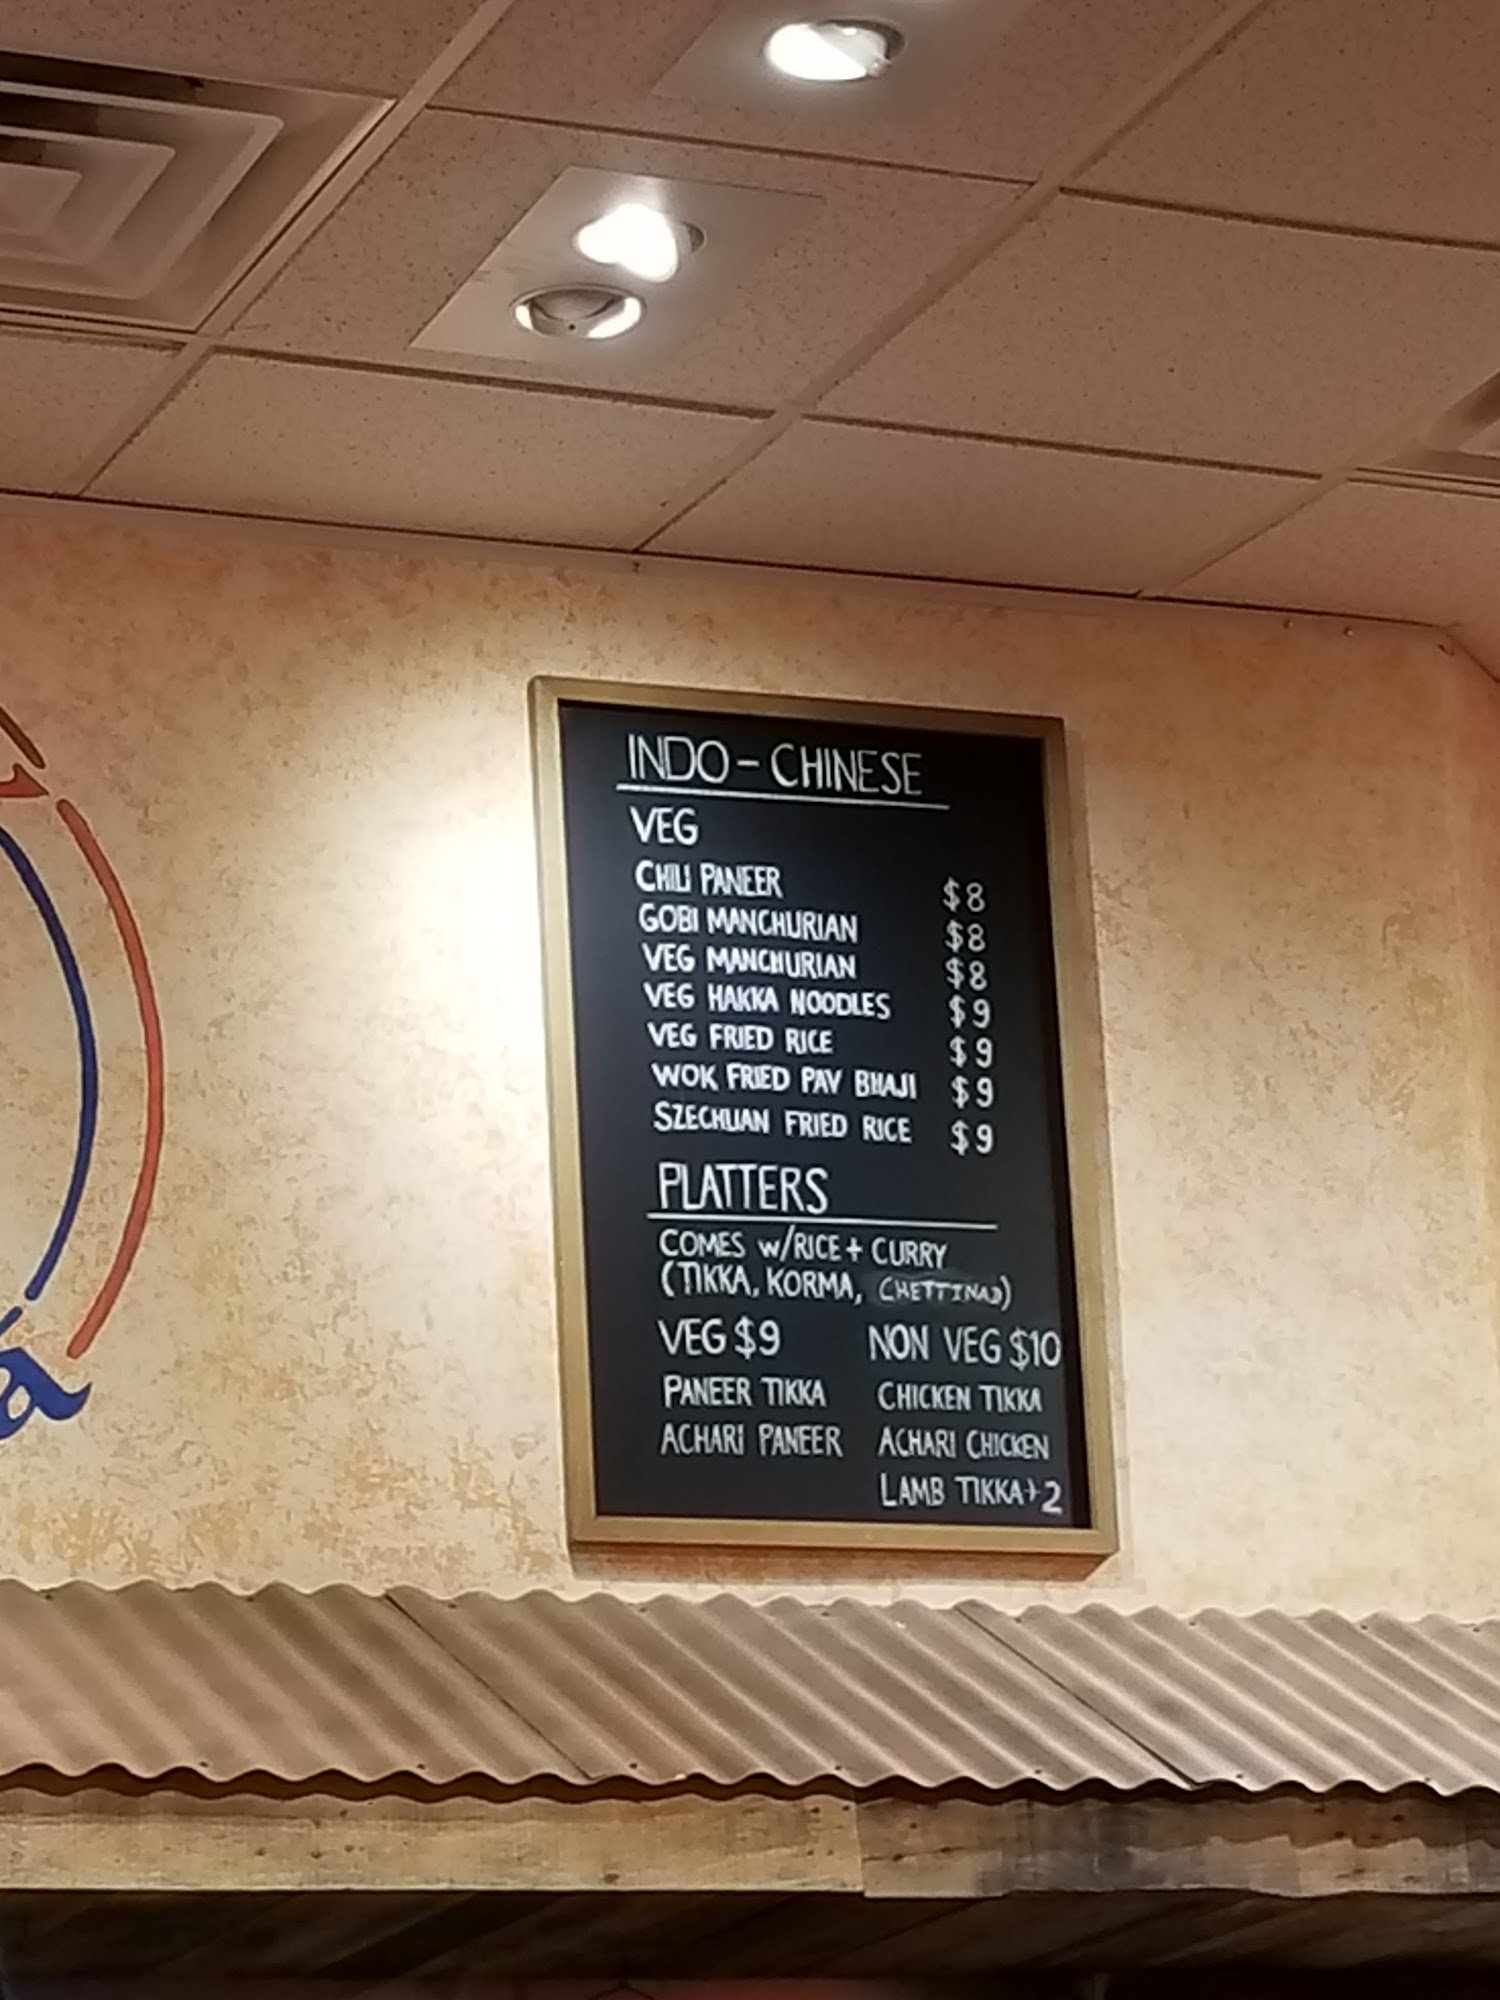 INDO - CHINESE
VEG
CHILI PANEER $8
GOBI MANCHURIAN $8
VEG MANCHURIAN $8
VEG HAKKA NOODLES $9
VEG FRIED RICE $9
WOK FRIED PAV BHAJI $9
SZECHUAN FRIED RICE $9
PLATTERS
COMES W/RICE + CURRY
(TIKKA, KORMA, CHETTINAD)
VEG $9 NON VEG $10
PANEER TIKKA CHICKEN TIKKA
ACHARI PANEER ACHARI CHICKEN
LAMB TIKKA+2
a